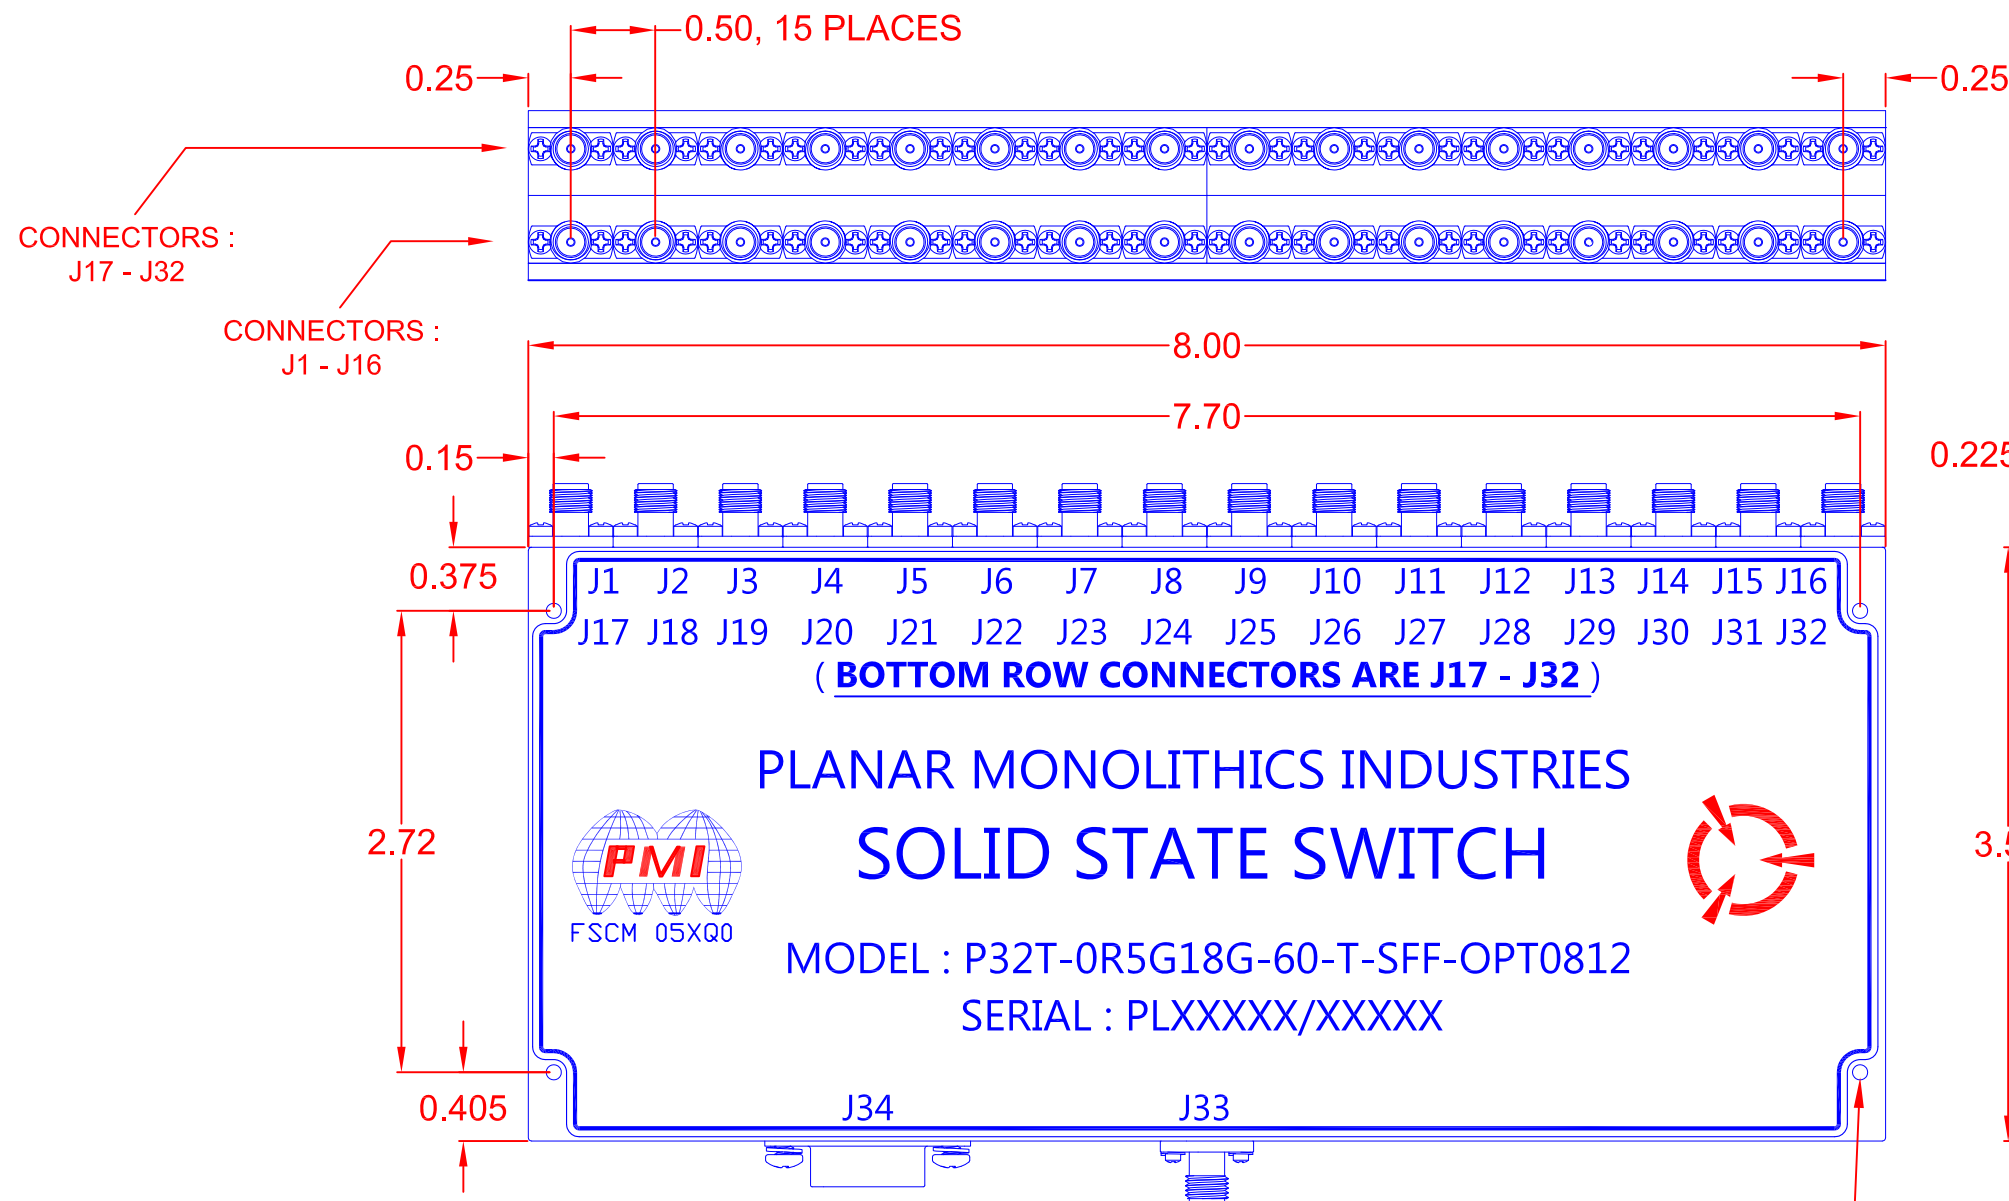 0.50, 15 PLACES
0.25
0.25
CONNECTORS :
J17 - J32
CONNECTORS :
J1 - J16
8.00
7.70
0.15
0.225
0.375
J1 J2 J3 J4 J5 J6 J7 J8 J9 J10 J11 J12 J13 J14 J15 J16
J17 J18 J19 J20 J21 J22 J23 J24 J25 J26 J27 J28 J29 J30 J31 J32
( BOTTOM ROW CONNECTORS ARE J17 - J32 )
PLANAR MONOLITHICS INDUSTRIES
SOLID STATE SWITCH
2.72
PMI
FSCM 05XQ0
MODEL : P32T-0R5G18G-60-T-SFF-OPT0812
SERIAL : PLXXXXX/XXXXX
0.405
J34 J33